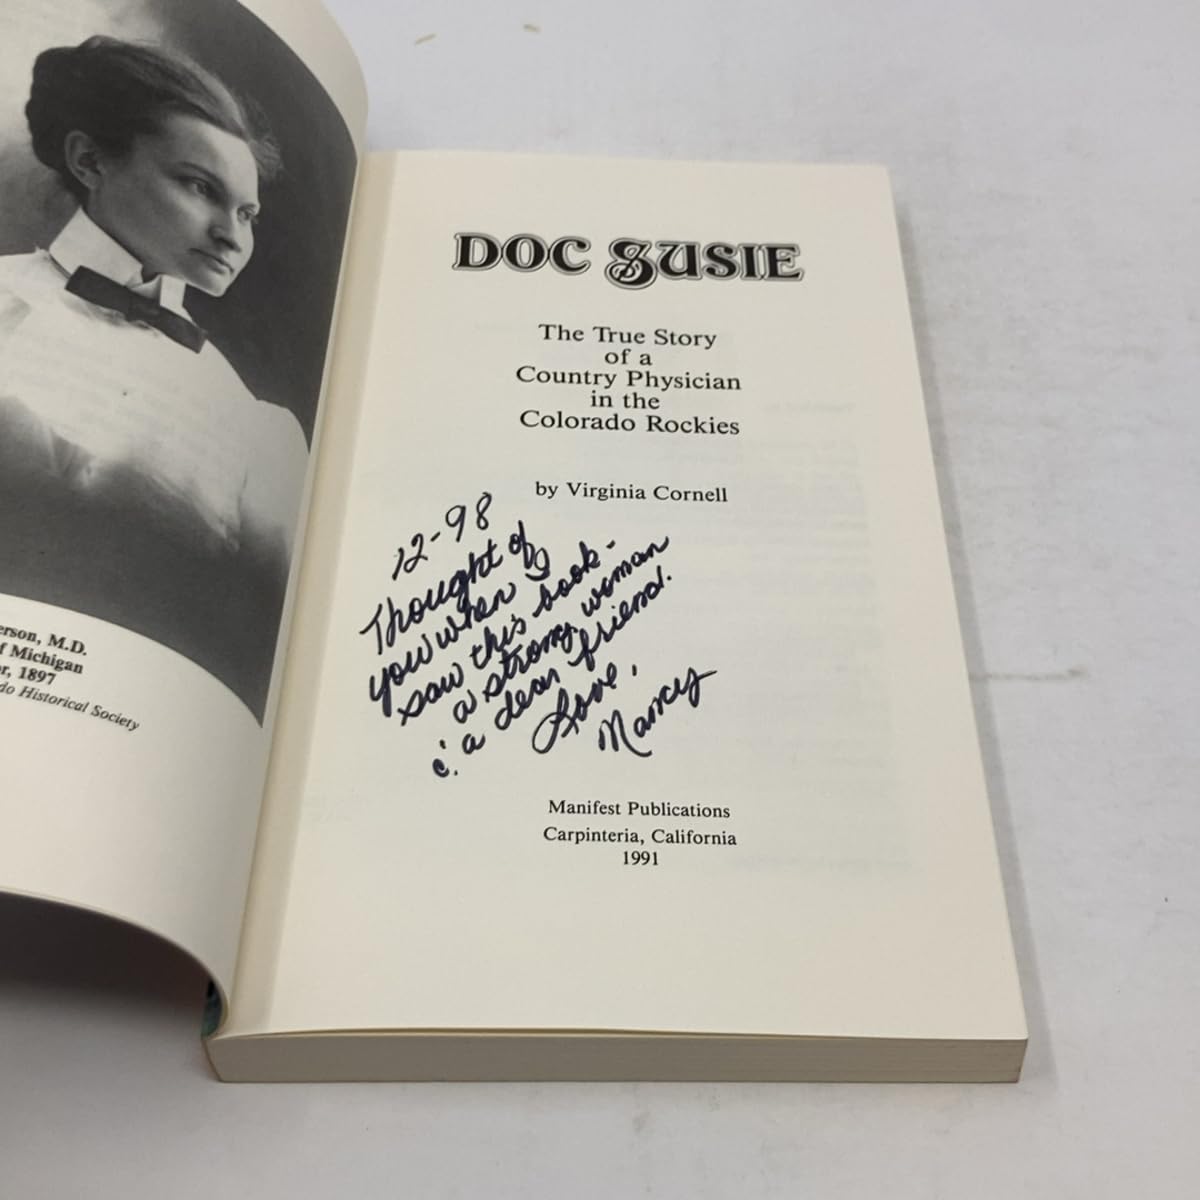 erson, M.D.
f Michigan
r, 1897
do Historical Society
DOC SUSIE
The True Story
of a
Country Physician
in the
Colorado Rockies
by Virginia Cornell
12-98
Thought of
you when I
saw this book-
a strong woman
& a dear friend.
Love,
Nancy
Manifest Publications
Carpinteria, California
1991